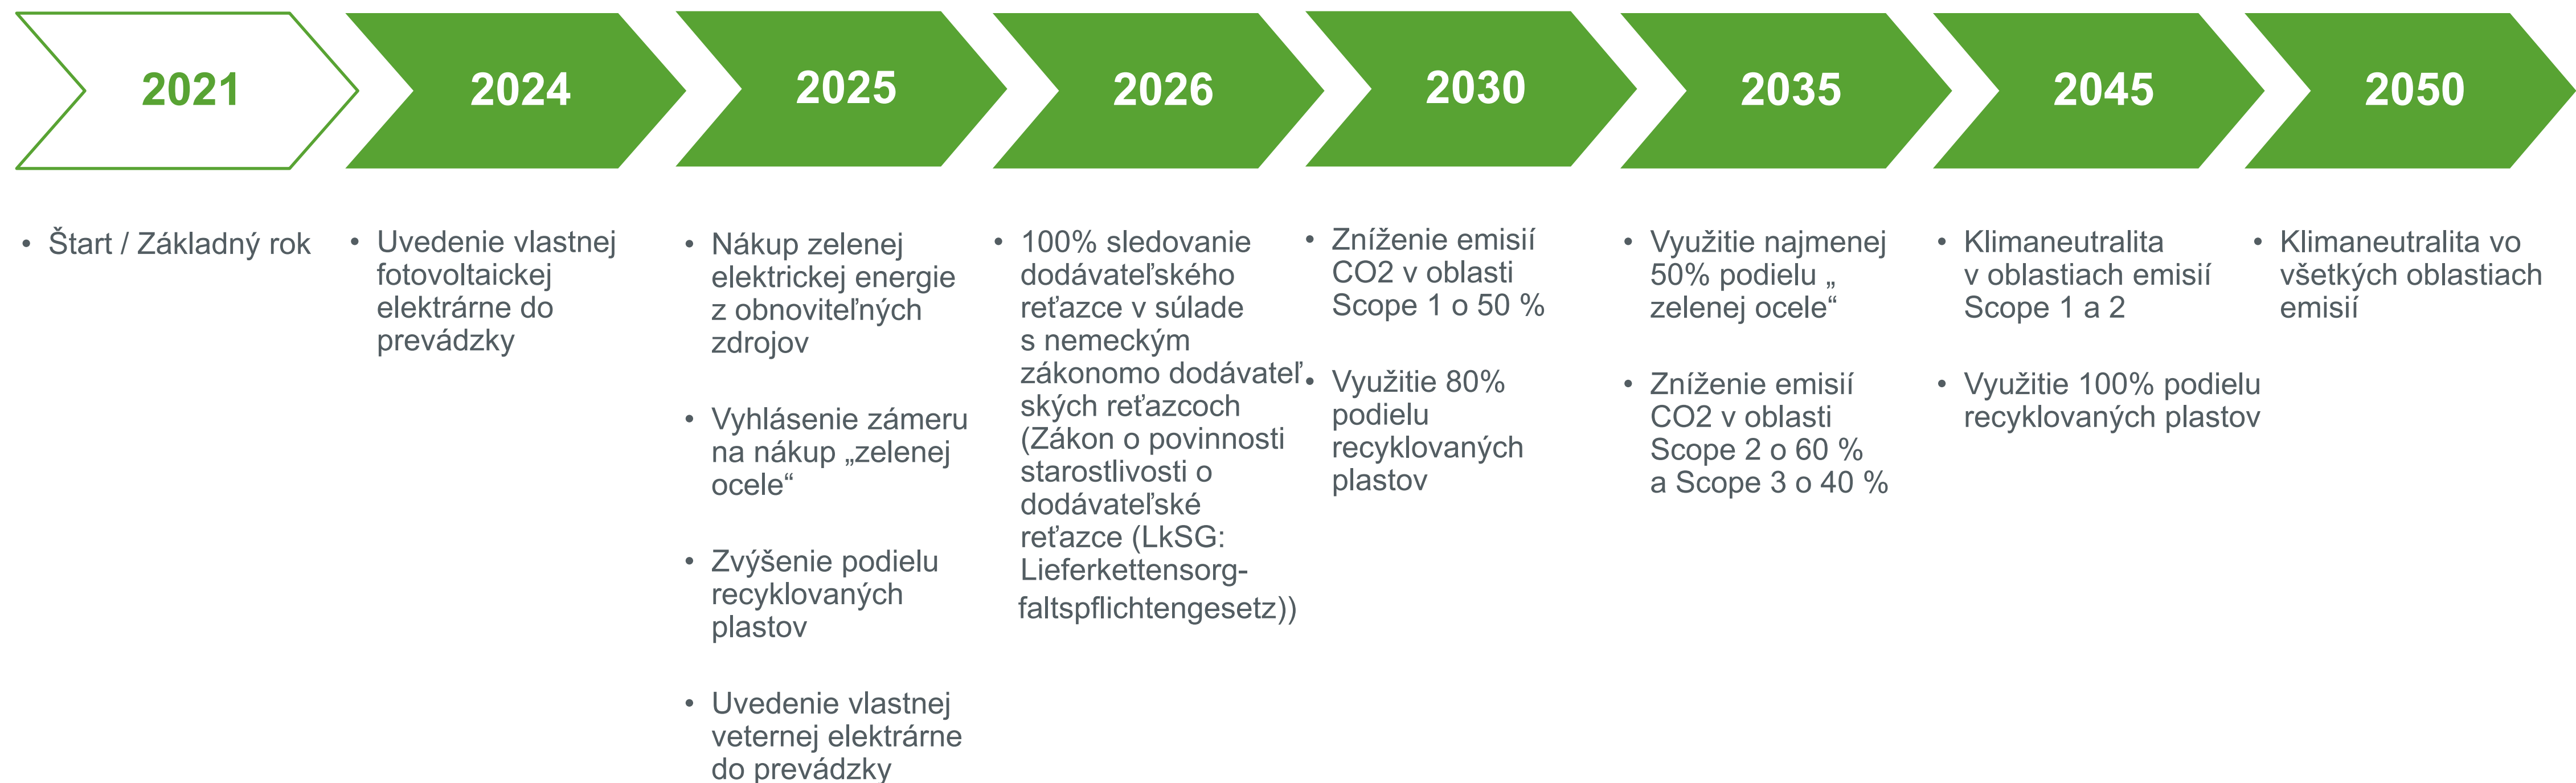 2021
2024
2025
2026
2030
2035
2045
2050
• Štart / Základný rok
• Uvedenie vlastnej
fotovoltaickej
elektrárne do
prevádzky
• Nákup zelenej
elektrickej energie
z obnoviteľných
zdrojov
• Vyhlásenie zámeru
na nákup „zelenej
ocele“
• Zvýšenie podielu
recyklovaných
plastov
• Uvedenie vlastnej
veternej elektrárne
do prevádzky
• 100% sledovanie
dodávateľského
reťazce v súlade
s nemeckým
zákonomo dodávateľ
ských reťazcoch
(Zákon o povinnosti
starostlivosti o
dodávateľské
reťazce (LkSG:
Lieferkettensorg-
faltspflichtengesetz))
• Zníženie emisií
CO2 v oblasti
Scope 1 o 50 %
• Využitie 80%
podielu
recyklovaných
plastov
• Využitie najmenej
50% podielu „
zelenej ocele“
• Zníženie emisií
CO2 v oblasti
Scope 2 o 60 %
a Scope 3 o 40 %
• Klimaneutralita
v oblastiach emisií
Scope 1 a 2
• Využitie 100% podielu
recyklovaných plastov
• Klimaneutralita vo
všetkých oblastiach
emisií